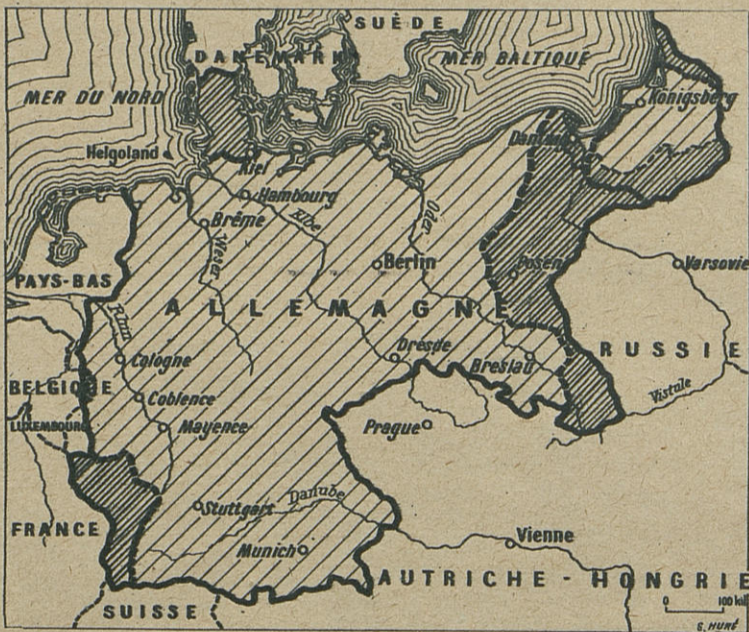 SUÈDE
DANEMARK
MER BALTIQUE
MER DU NORD
Königsberg
Helgoland
Kiel
Hambourg
Elbe
Oder
Brême
Weser
Berlin
Posen
Varsovie
PAYS-BAS
ALLEMAGNE
Rhin
Cologne
Dresde
Breslau
RUSSIE
BELGIQUE
Coblence
Vistule
LUXEMBOURG
Mayence
Prague
Stuttgart
Danube
FRANCE
Munich
Vienne
AUTRICHE - HONGRIE
SUISSE
0 100 kil
G. HURÉ